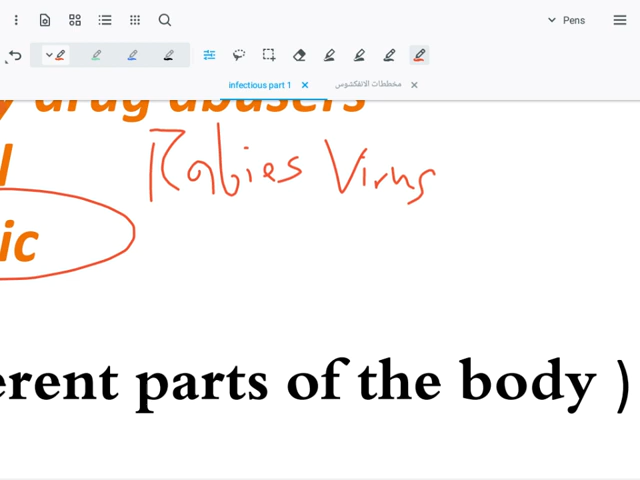 Pens
infectious part 1
مخططات الانفكشوس
drug abusers
Rabies Virus
l
ic
erent parts of the body )